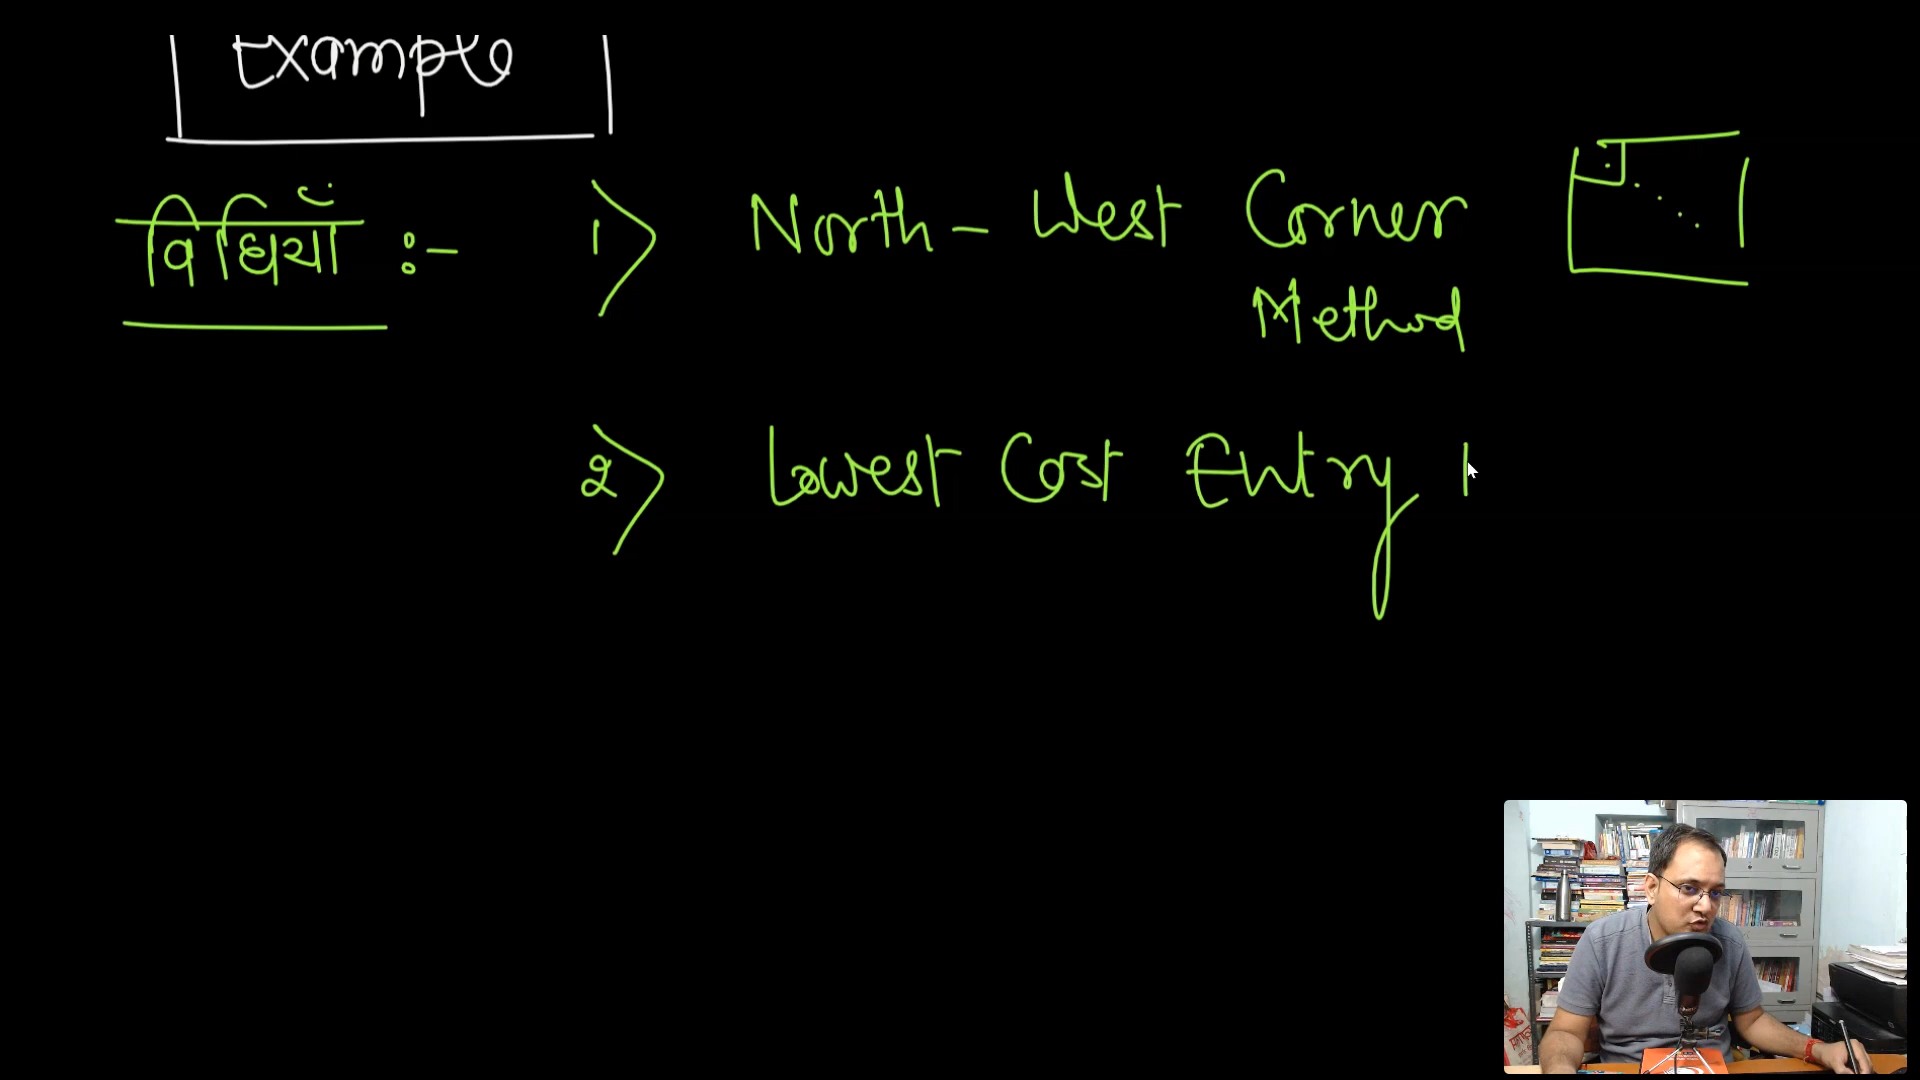 Example
विधियाँ :- 1> North-West Corner
Method
2> Lowest Cost Entry